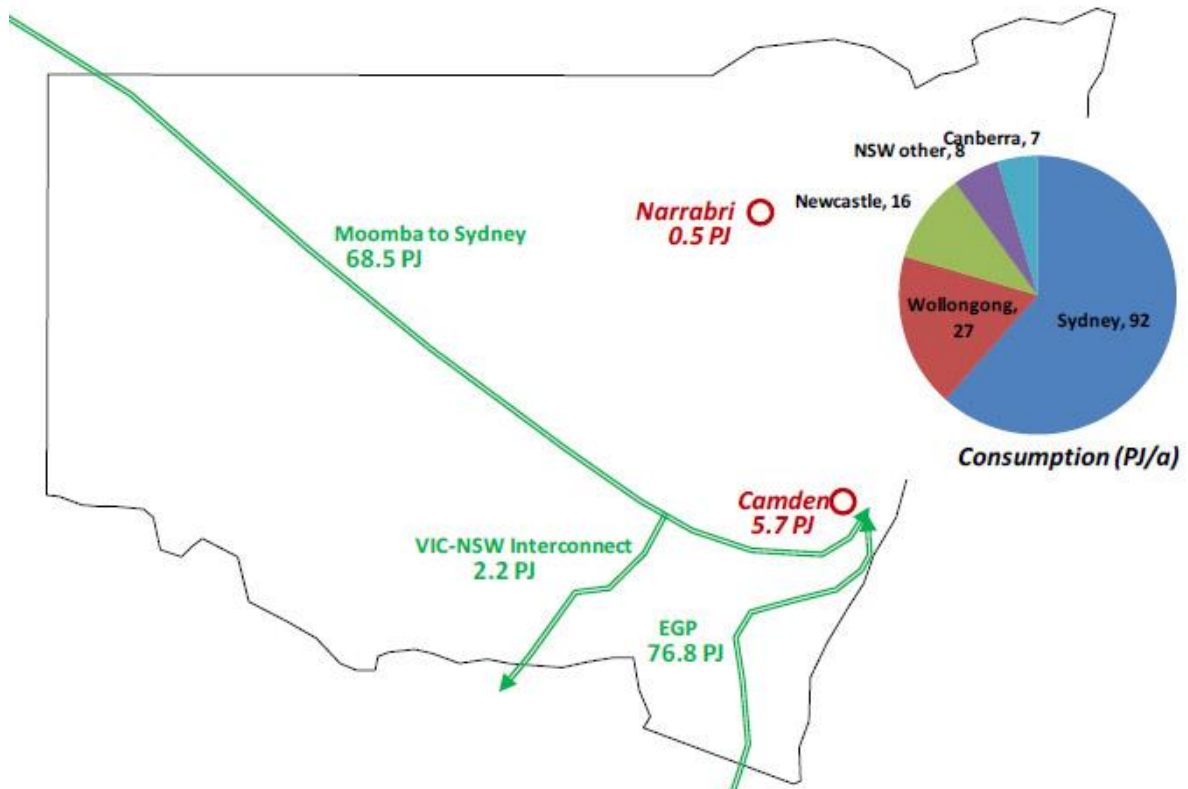 Canberra, 7
NSW other, 8
Newcastle, 16
Narrabri
0.5 PJ
Moomba to Sydney
68.5 PJ
Wollongong,
27
Sydney, 92
Consumption (PJ/a)
Camden
5.7 PJ
VIC-NSW Interconnect
2.2 PJ
EGP
76.8 PJ